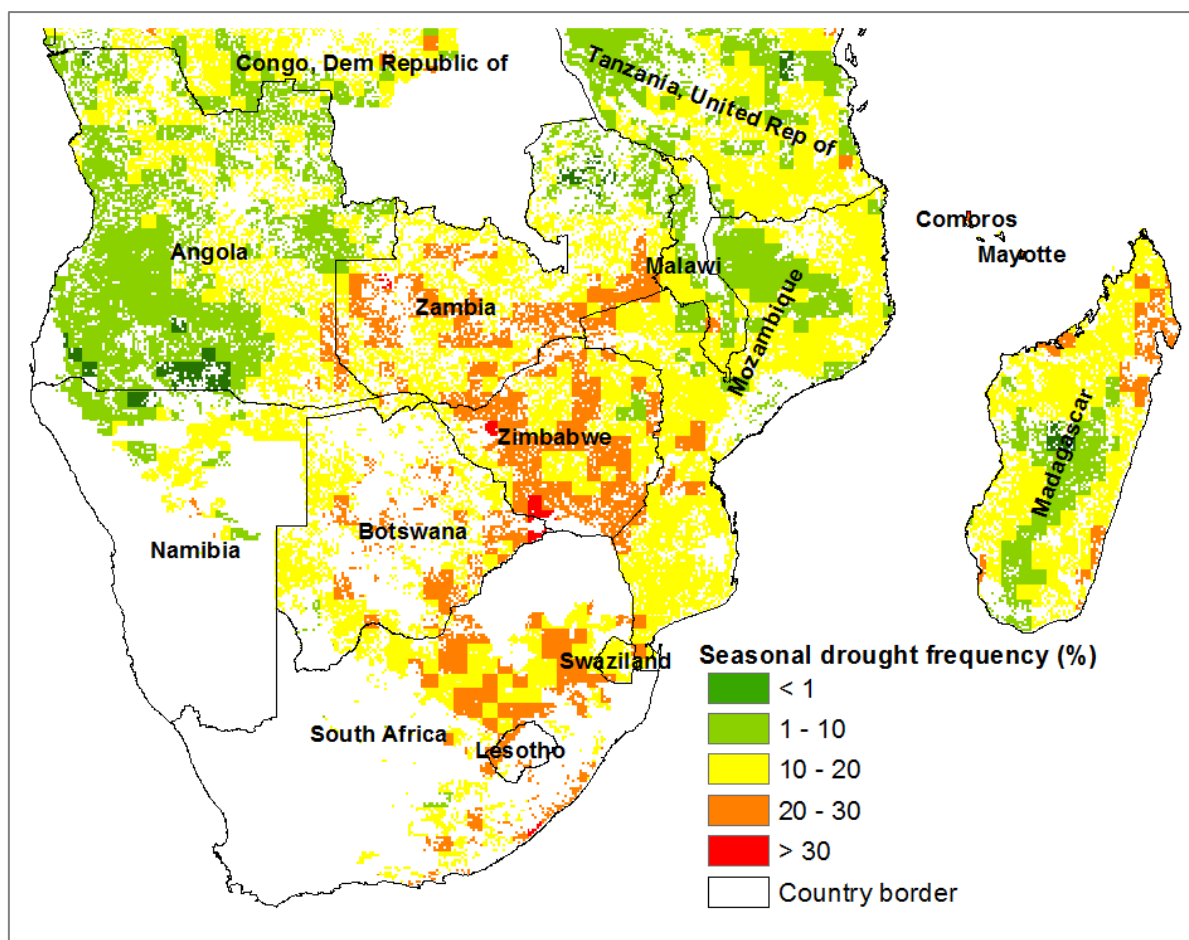 Congo, Dem Republic of
Tanzania, United Rep of
Combros
Mayotte
Angola
Malawi
Zambia
Mozambique
Zimbabwe
Madagascar
Botswana
Namibia
Swaziland
South Africa
Lesotho
Seasonal drought frequency (%)
< 1
1 - 10
10 - 20
20 - 30
> 30
Country border